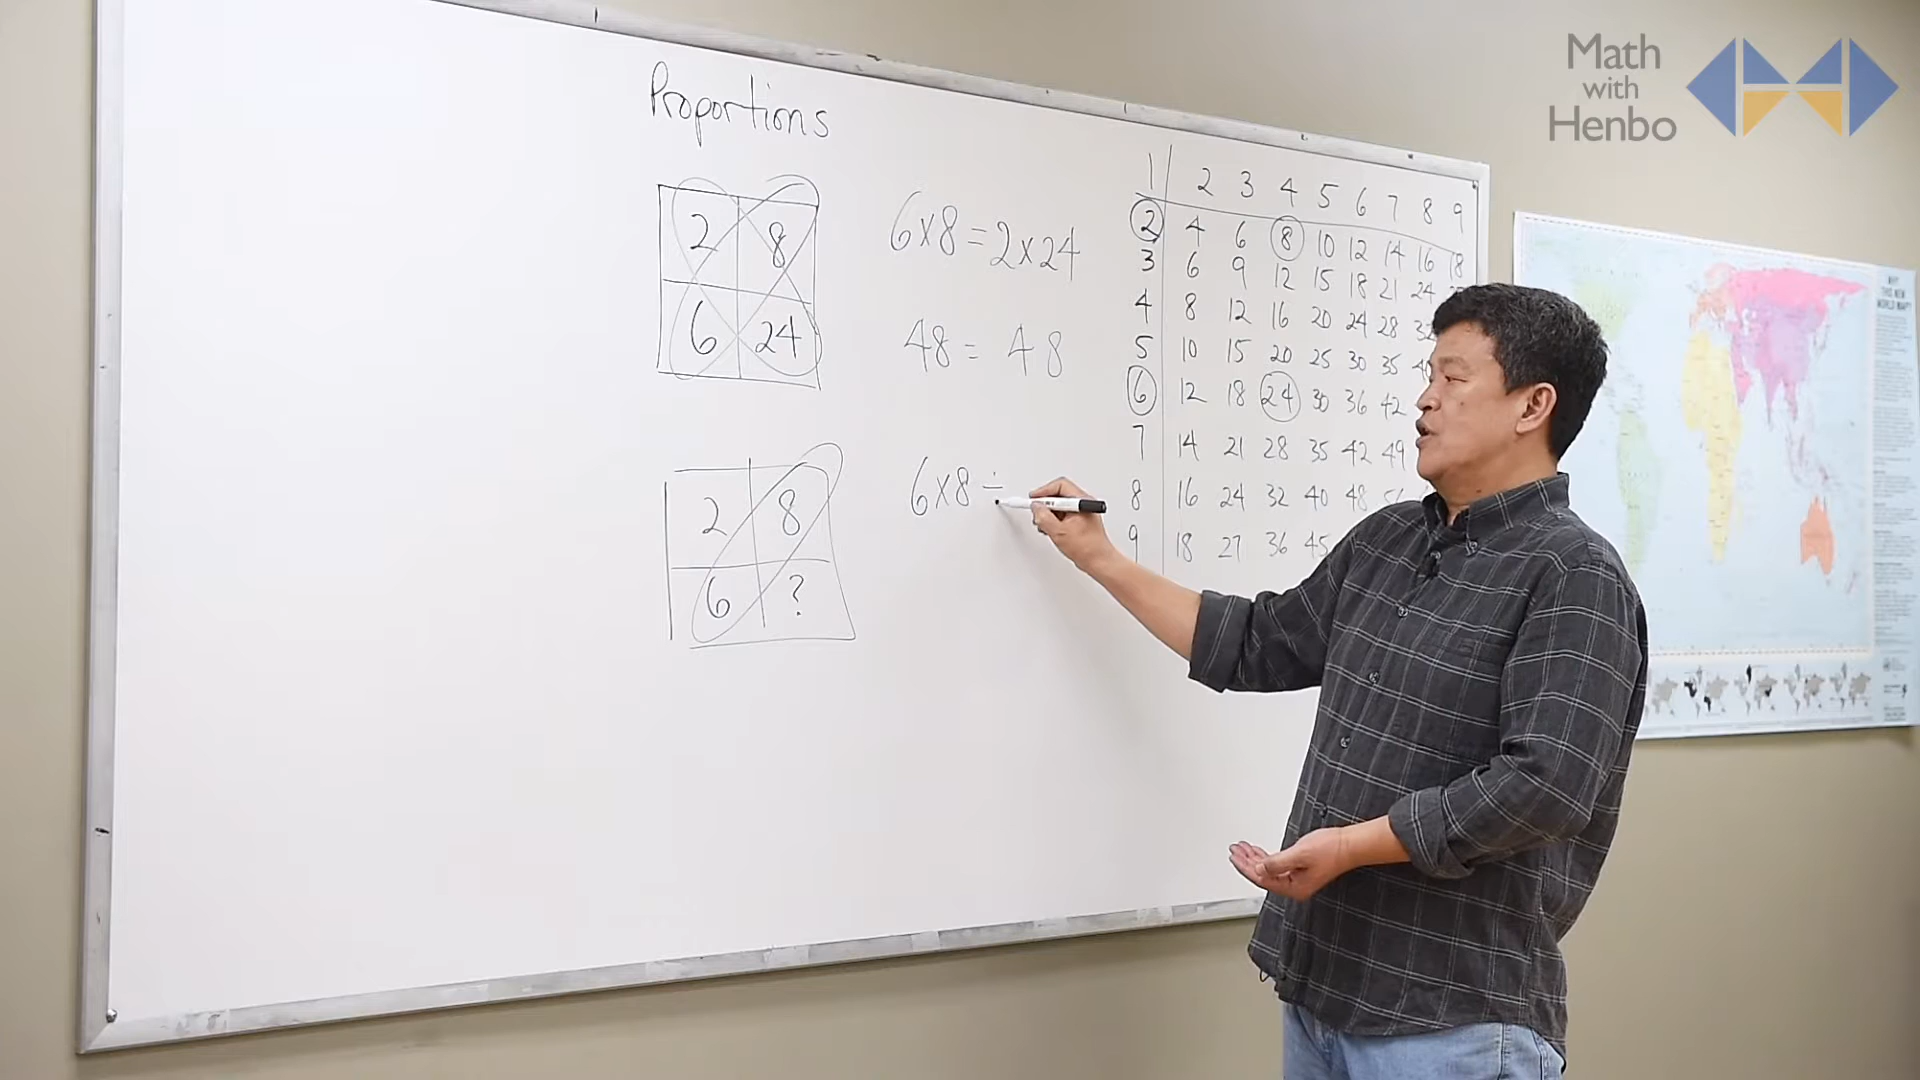 Math
with
Henbo
Proportions
2 8
6 24
6x8=2x24
48 = 48
2 8
6 ?
6x8 ÷
1 2 3 4 5 6 7 8 9
2 4 6 8 10 12 14 16 18
3 6 9 12 15 18 21 24
4 8 12 16 20 24 28
5 10 15 20 25 30 35
6 12 18 24 30 36 42
7 14 21 28 35 42 49
8 16 24 32 40 48
9 18 27 36 45